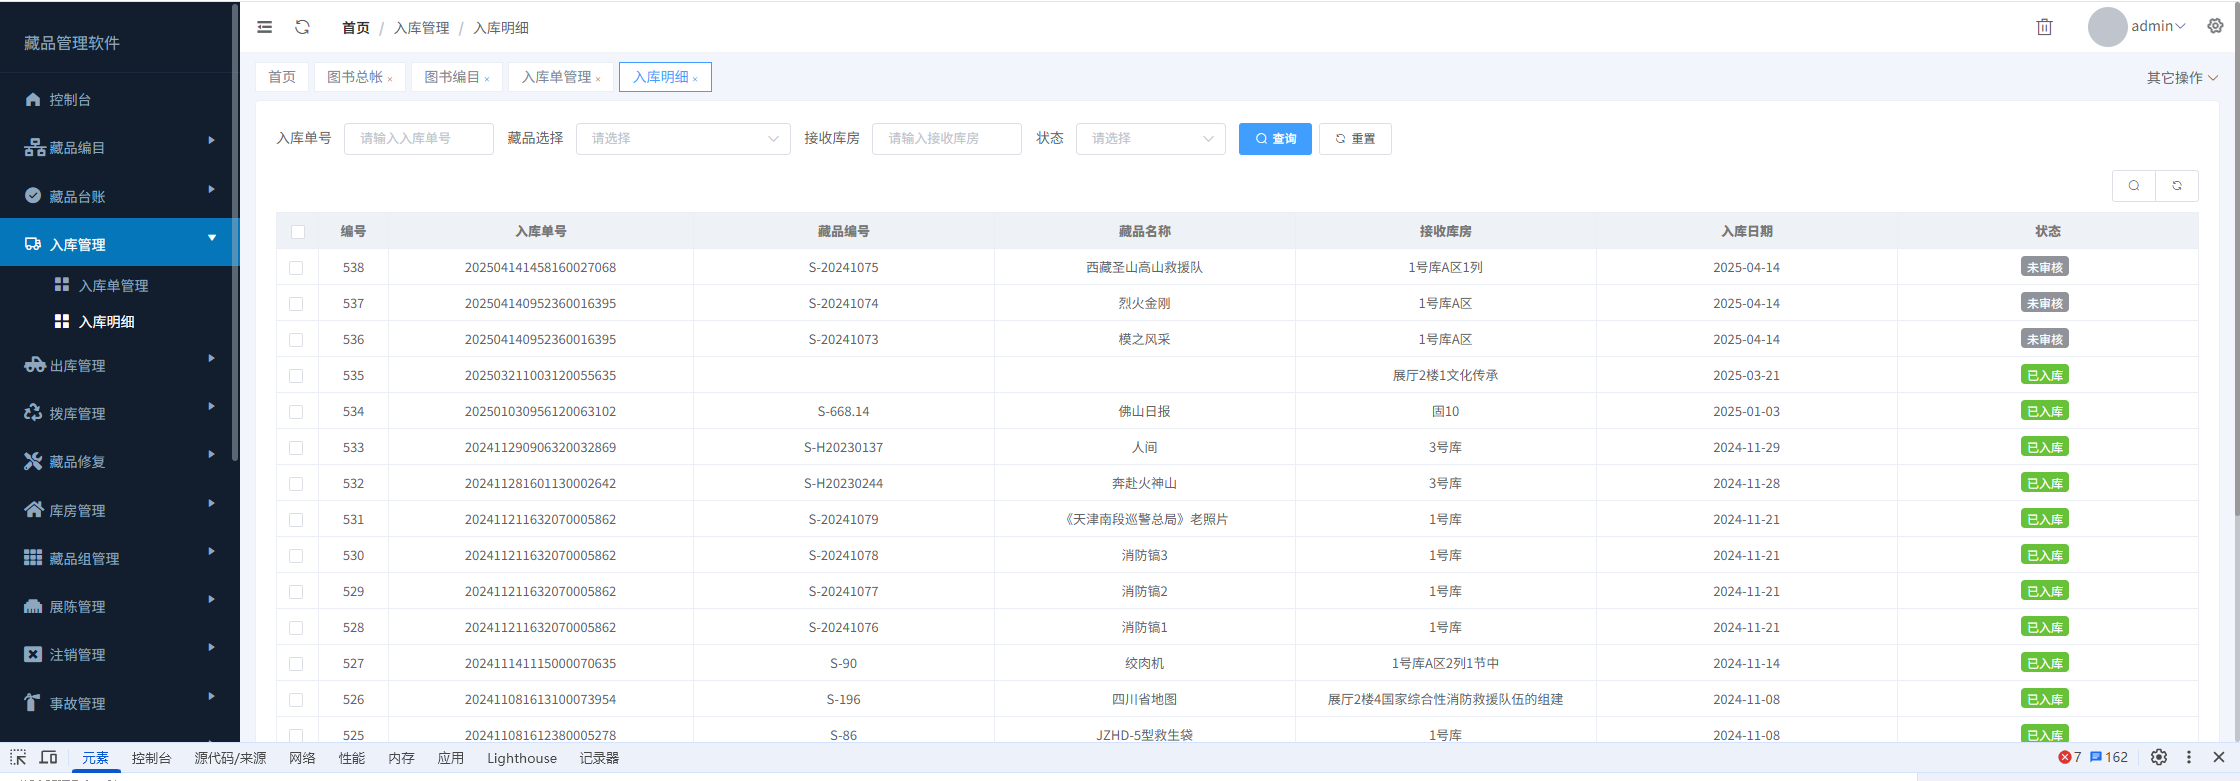 藏品管理软件
控制台
藏品编目
藏品台账
入库管理
入库单管理
入库明细
出库管理
拨库管理
藏品修复
库房管理
藏品组管理
展陈管理
注销管理
事故管理
首页 / 入库管理 / 入库明细
admin
首页 图书总帐 × 图书编目 × 入库单管理 × 入库明细 ×
其它操作
入库单号 请输入入库单号 藏品选择 请选择 接收库房 请输入接收库房 状态 请选择 查询 重置
编号 入库单号 藏品编号 藏品名称 接收库房 入库日期 状态
538 202504141458160027068 S-20241075 西藏圣山高山救援队 1号库A区1列 2025-04-14 未审核
537 202504140952360016395 S-20241074 烈火金刚 1号库A区 2025-04-14 未审核
536 202504140952360016395 S-20241073 模之风采 1号库A区 2025-04-14 未审核
535 202503211003120055635 展厅2楼1文化传承 2025-03-21 已入库
534 202501030956120063102 S-668.14 佛山日报 固10 2025-01-03 已入库
533 202411290906320032869 S-H20230137 人间 3号库 2024-11-29 已入库
532 202411281601130002642 S-H20230244 奔赴火神山 3号库 2024-11-28 已入库
531 202411211632070005862 S-20241079 《天津南段巡警总局》老照片 1号库 2024-11-21 已入库
530 202411211632070005862 S-20241078 消防镐3 1号库 2024-11-21 已入库
529 202411211632070005862 S-20241077 消防镐2 1号库 2024-11-21 已入库
528 202411211632070005862 S-20241076 消防镐1 1号库 2024-11-21 已入库
527 202411141115000070635 S-90 绞肉机 1号库A区2列1节中 2024-11-14 已入库
526 202411081613100073954 S-196 四川省地图 展厅2楼4国家综合性消防救援队伍的组建 2024-11-08 已入库
525 202411081612380005278 S-86 JZHD-5型救生袋 1号库 2024-11-08 已入库
元素 控制台 源代码/来源 网络 性能 内存 应用 Lighthouse 记录器
7 162